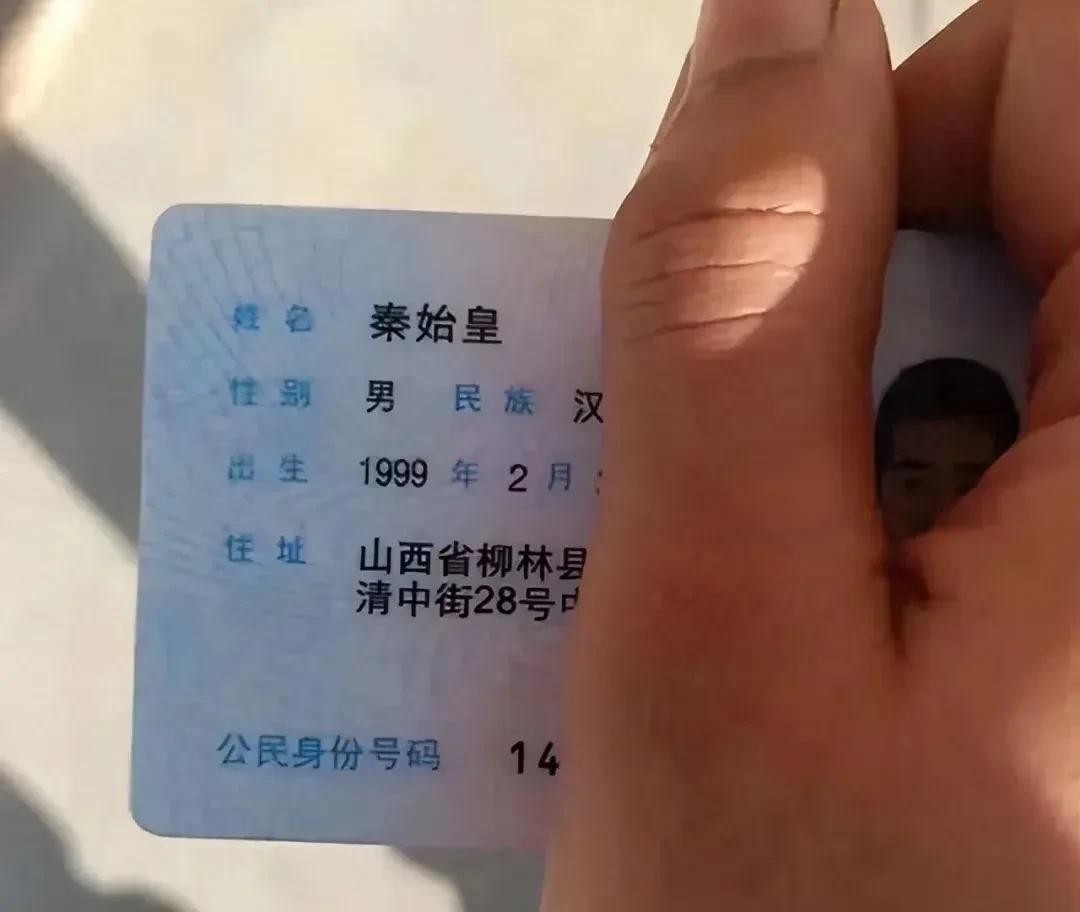 姓名 秦始皇
性别 男 民族 汉
出生 1999 年 2 月
住址 山西省柳林县
清中街28号
公民身份号码 14